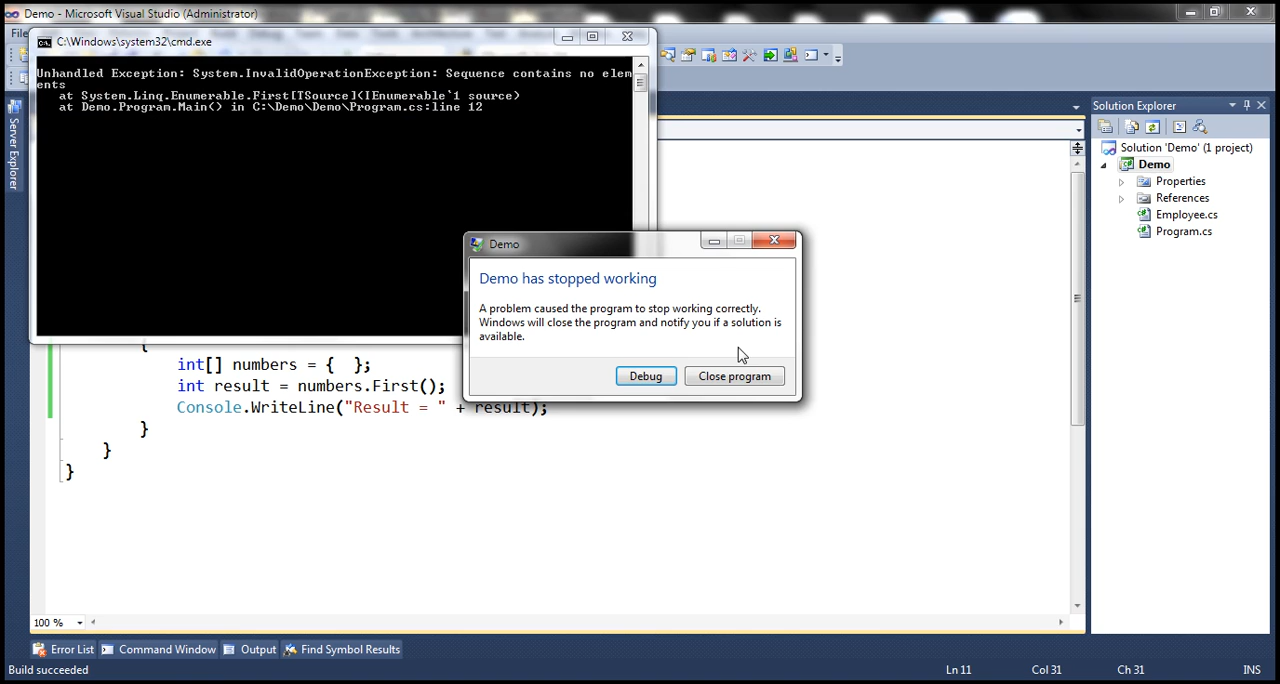 Demo - Microsoft Visual Studio (Administrator)
File
C:\Windows\system32\cmd.exe
Unhandled Exception: System.InvalidOperationException: Sequence contains no elem
ents
at System.Linq.Enumerable.First[TSource](IEnumerable`1 source)
at Demo.Program.Main() in C:\Demo\Demo\Program.cs:line 12
Server Explorer
Solution Explorer
Solution 'Demo' (1 project)
Demo
Properties
References
Employee.cs
Program.cs
Demo
Demo has stopped working
A problem caused the program to stop working correctly.
Windows will close the program and notify you if a solution is
available.
Debug
Close program
{
int[] numbers = {  };
int result = numbers.First();
Console.WriteLine("Result = " + result);
}
}
}
100 %
Error List
Command Window
Output
Find Symbol Results
Build succeeded
Ln 11
Col 31
Ch 31
INS